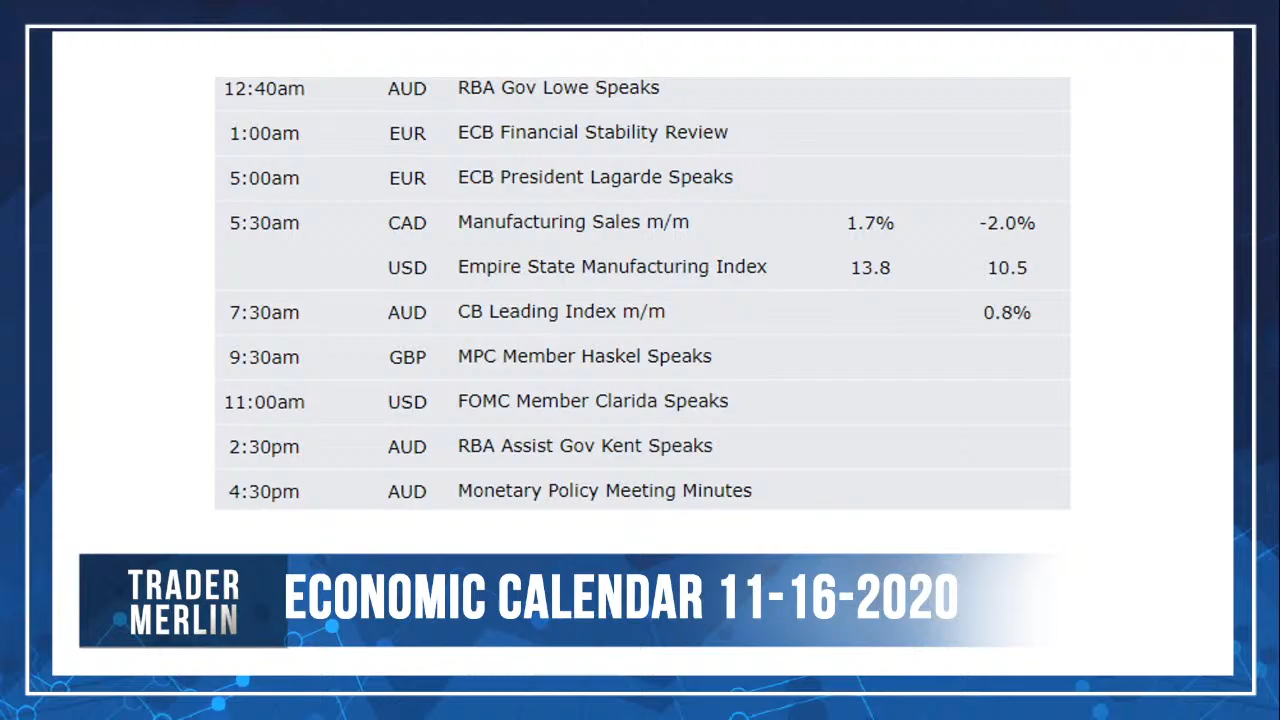 12:40am AUD RBA Gov Lowe Speaks
1:00am EUR ECB Financial Stability Review
5:00am EUR ECB President Lagarde Speaks
5:30am CAD Manufacturing Sales m/m 1.7% -2.0%
USD Empire State Manufacturing Index 13.8 10.5
7:30am AUD CB Leading Index m/m 0.8%
9:30am GBP MPC Member Haskel Speaks
11:00am USD FOMC Member Clarida Speaks
2:30pm AUD RBA Assist Gov Kent Speaks
4:30pm AUD Monetary Policy Meeting Minutes
TRADER
MERLIN
ECONOMIC CALENDAR 11-16-2020